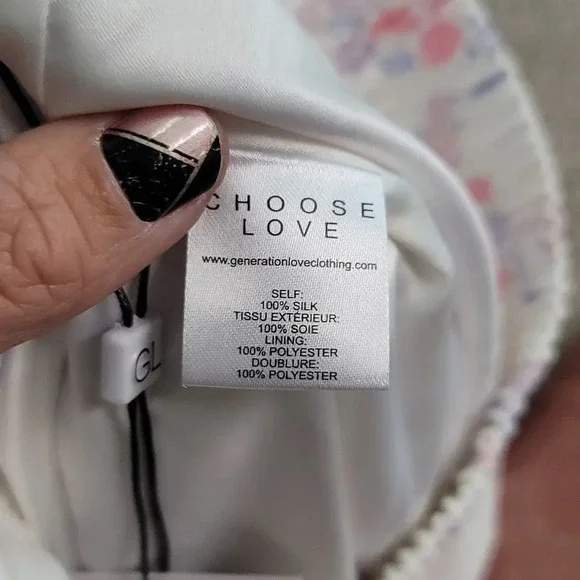 CHOOSE
LOVE
www.generationloveclothing.com
SELF:
100% SILK
TISSU EXTÉRIEUR:
100% SOIE
LINING:
100% POLYESTER
DOUBLURE:
100% POLYESTER
GL